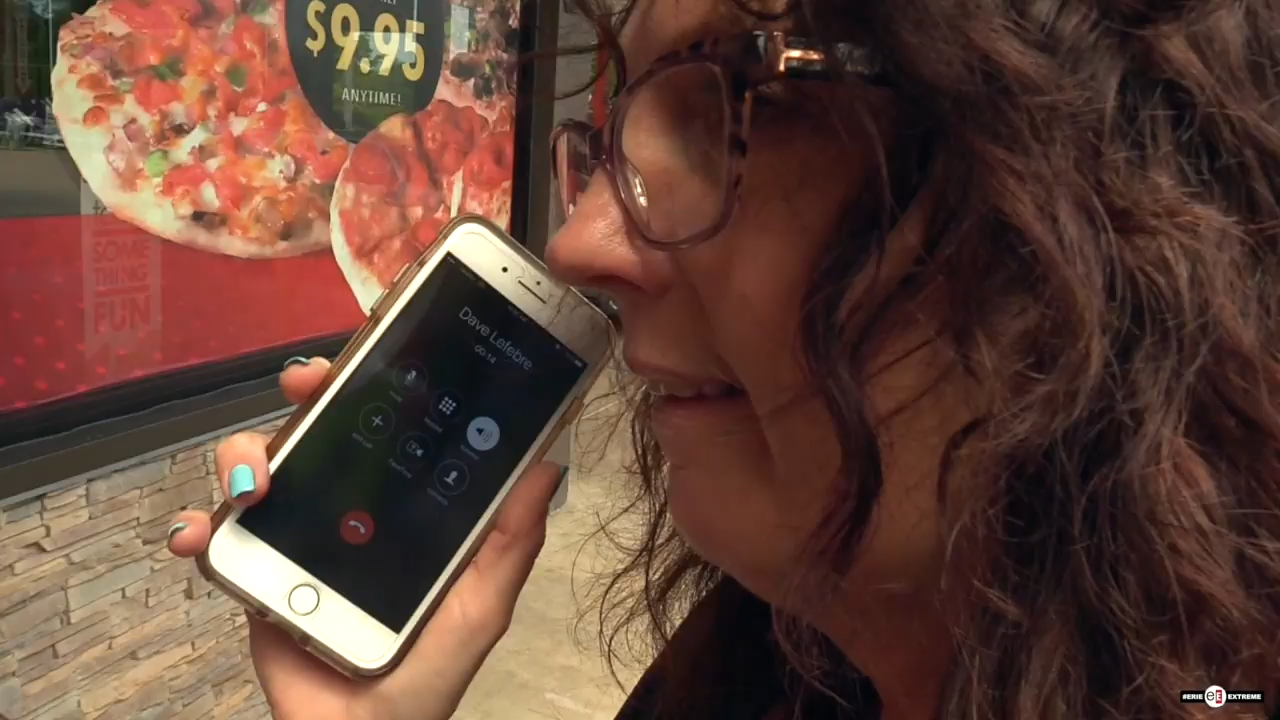 $9.95
ANYTIME!
SOME
THING
FUN
Dave Lefebre
00:14
#ERIE
EXTREME